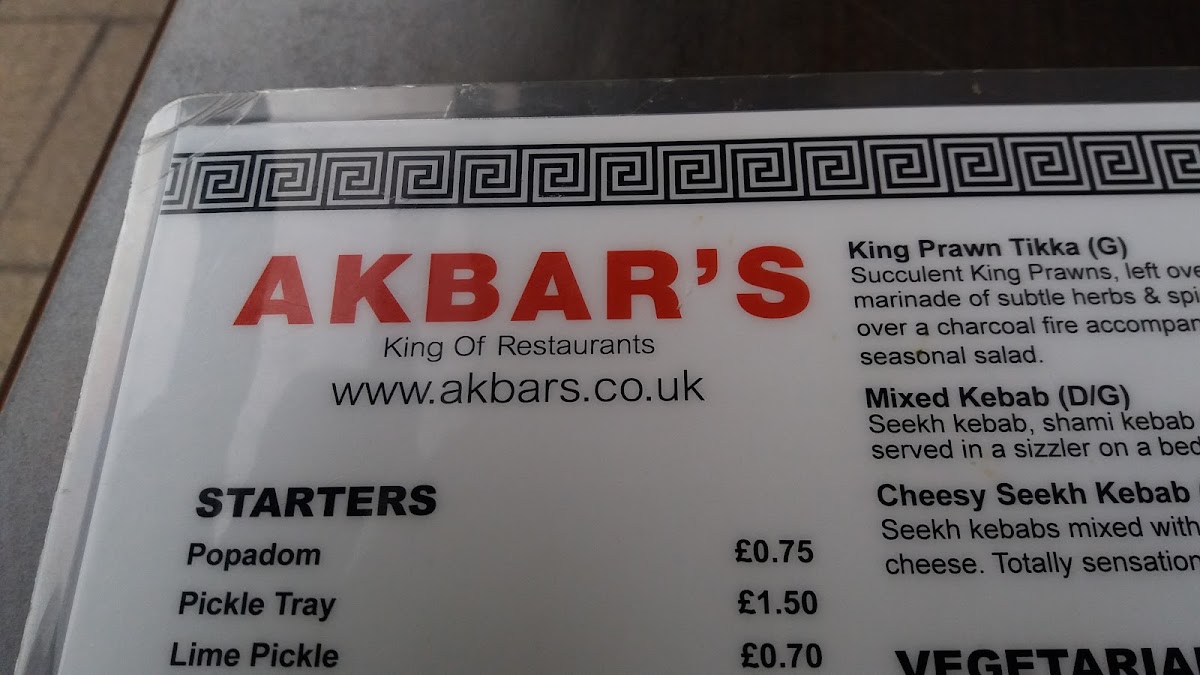 AKBAR'S
King Of Restaurants
www.akbars.co.uk
STARTERS
Popadom £0.75
Pickle Tray £1.50
Lime Pickle £0.70
King Prawn Tikka (G)
Succulent King Prawns, left
marinade of subtle herbs &
over a charcoal fire
seasonal salad.
Mixed Kebab (D/G)
Seekh kebab, shami kebab
served in a sizzler on a bed
Cheesy Seekh Kebab
Seekh kebabs mixed with
cheese. Totally